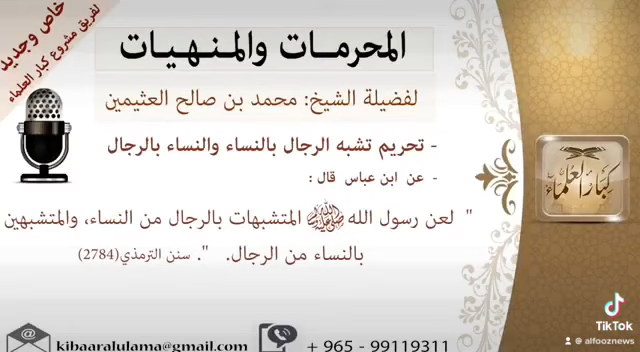 خاص وجديد
لفريق مشروع كبار العلماء
المحرمات والمنهيات
لفضيلة الشيخ: محمد بن صالح العثيمين
- تحريم تشبه الرجال بالنساء والنساء بالرجال
- عن ابن عباس قال :
" لعن رسول الله ﷺ المتشبهات بالرجال من النساء، والمتشبهين
بالنساء من الرجال. ". سنن الترمذي(2784)
كبار العلماء
kibaaralulama@gmail.com
+ 965 - 99119311
TikTok
@ alfooznews